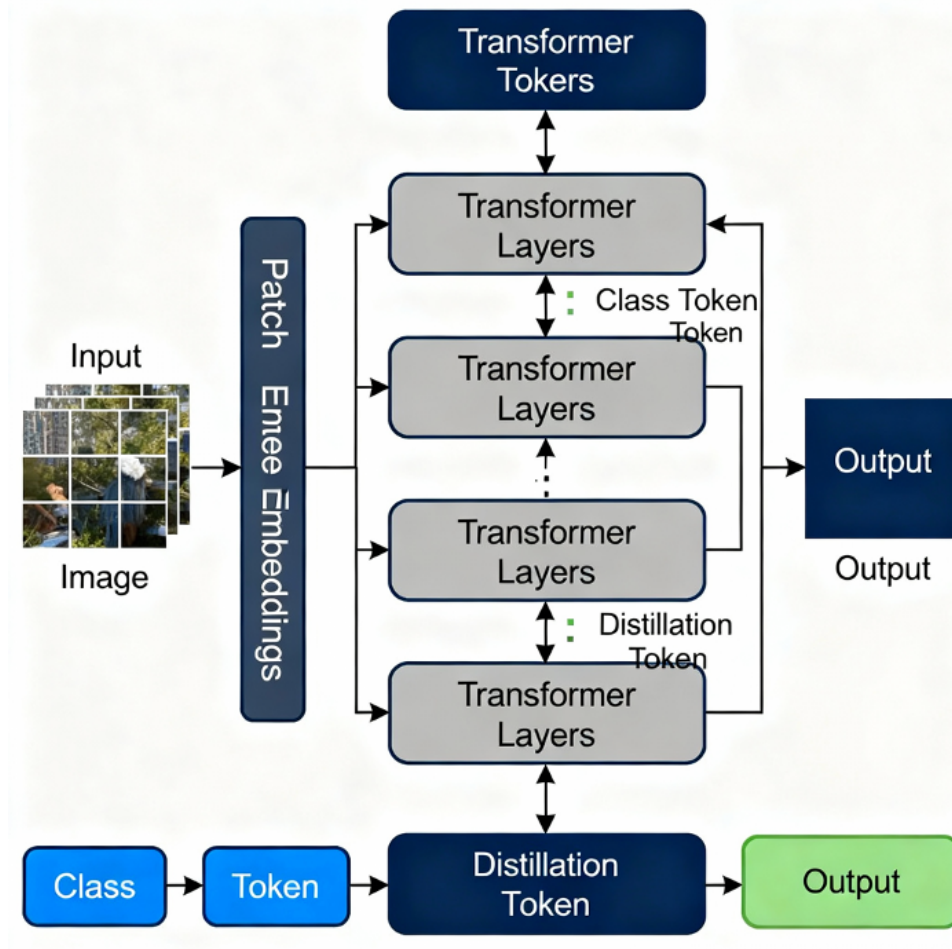 Transformer
Tokers
Transformer
Layers
Class Token
Token
Patch Emee Embeddings
Input
Image
Transformer
Layers
Transformer
Layers
Distillation
Token
Transformer
Layers
Output
Output
Class
Token
Distillation
Token
Output